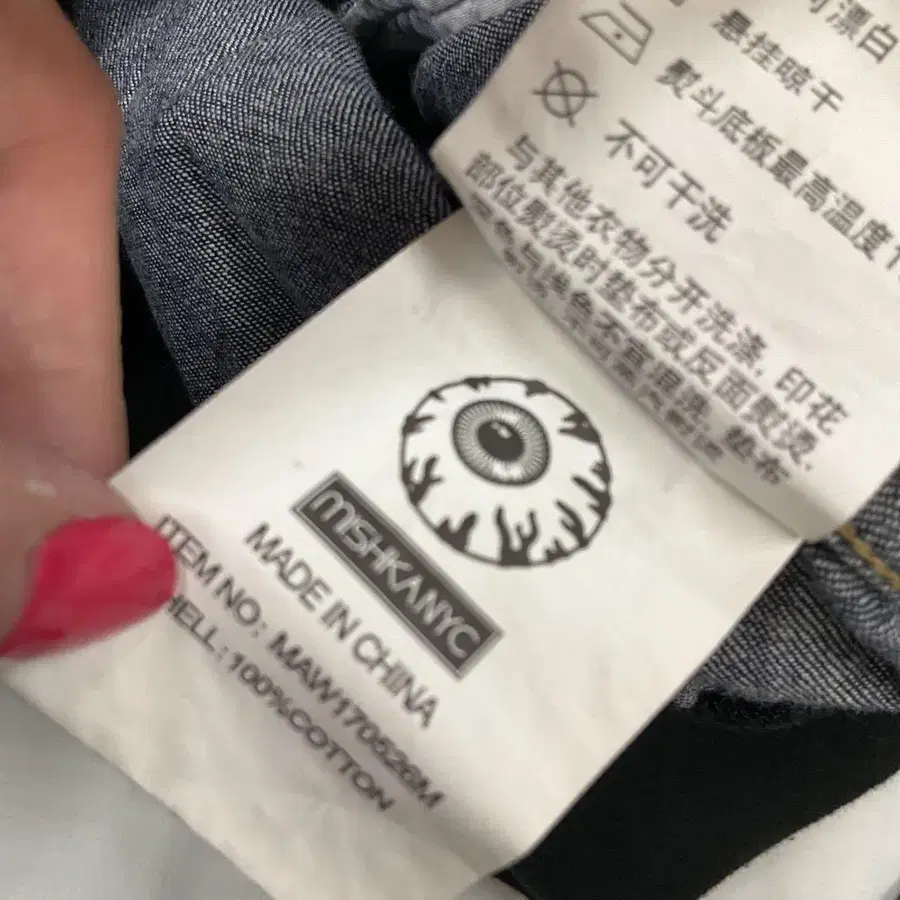 可漂白
悬挂晾干
熨斗底板最高温度
不可干洗
与其他衣物分开洗涤, 印花
部位熨烫时垫布或反面熨烫.
MSHKANYC
MADE IN CHINA
ITEM NO: MAW170526M
HELL: 100%COTTON